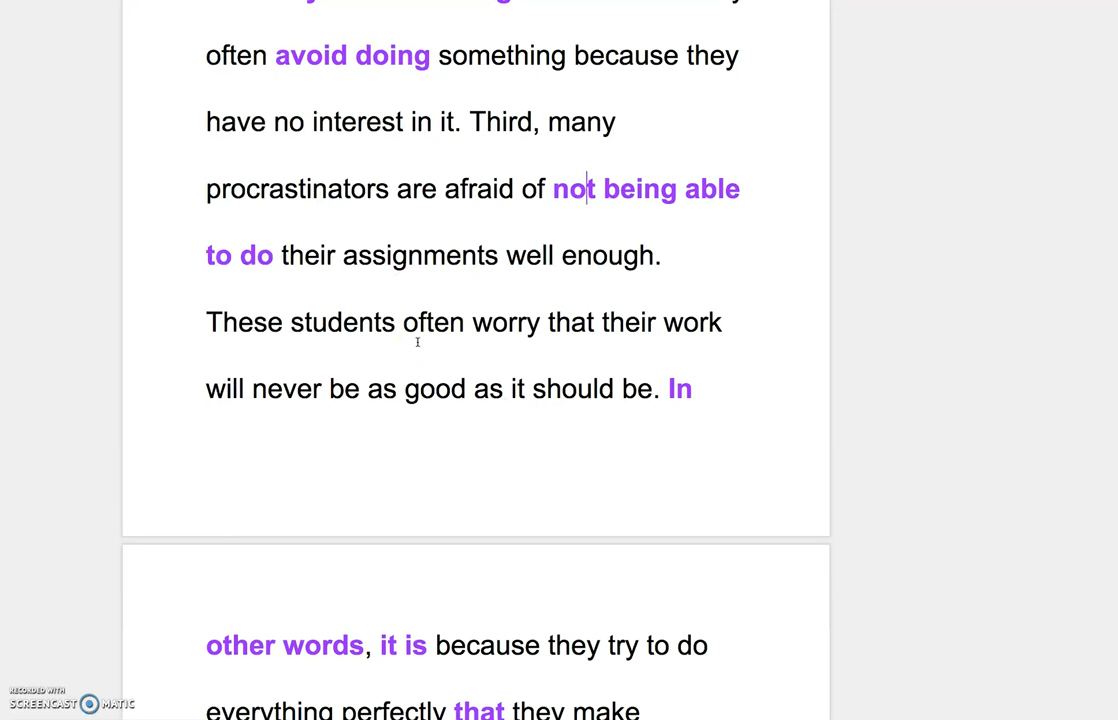 often avoid doing something because they
have no interest in it. Third, many
procrastinators are afraid of not being able
to do their assignments well enough.
These students often worry that their work
will never be as good as it should be. In
other words, it is because they try to do
everything perfectly that they make
RECORDED WITH
SCREENCAST MATIC